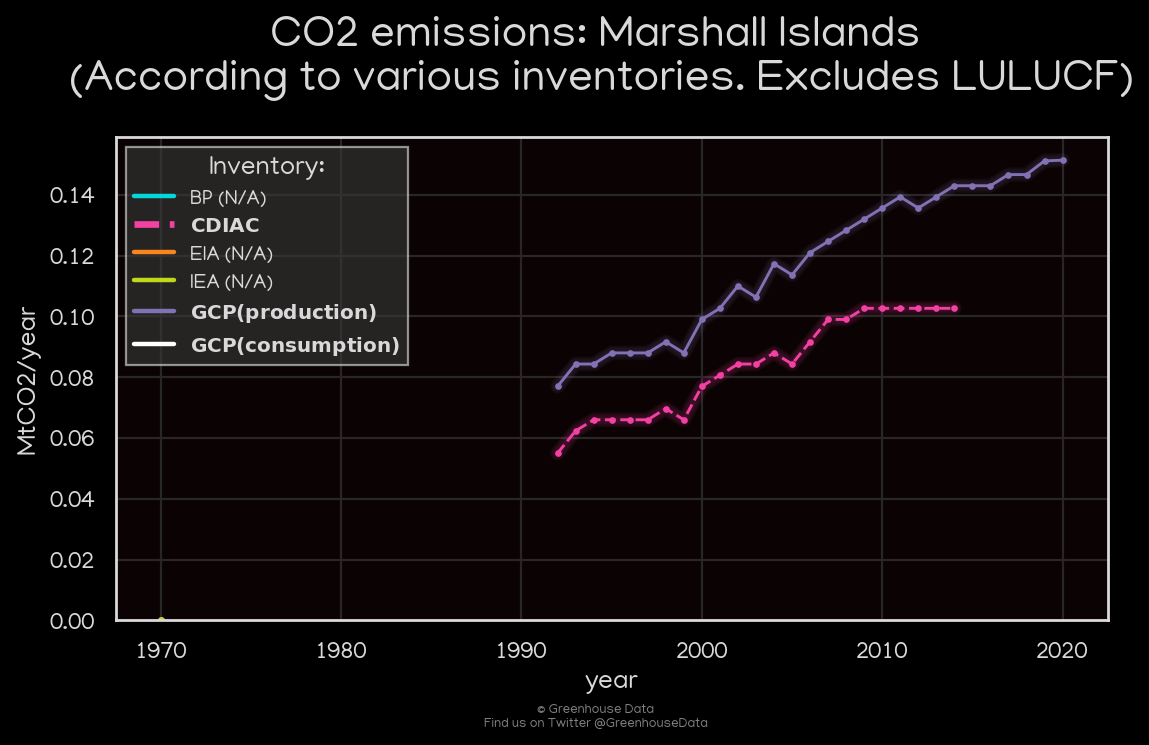 CO2 emissions: Marshall Islands
(According to various inventories. Excludes LULUCF)
Inventory:
BP (N/A)
CDIAC
EIA (N/A)
IEA (N/A)
GCP(production)
GCP(consumption)
MtCO2/year
0.14
0.12
0.10
0.08
0.06
0.04
0.02
0.00
1970 1980 1990 2000 2010 2020
year
© Greenhouse Data
Find us on Twitter @GreenhouseData